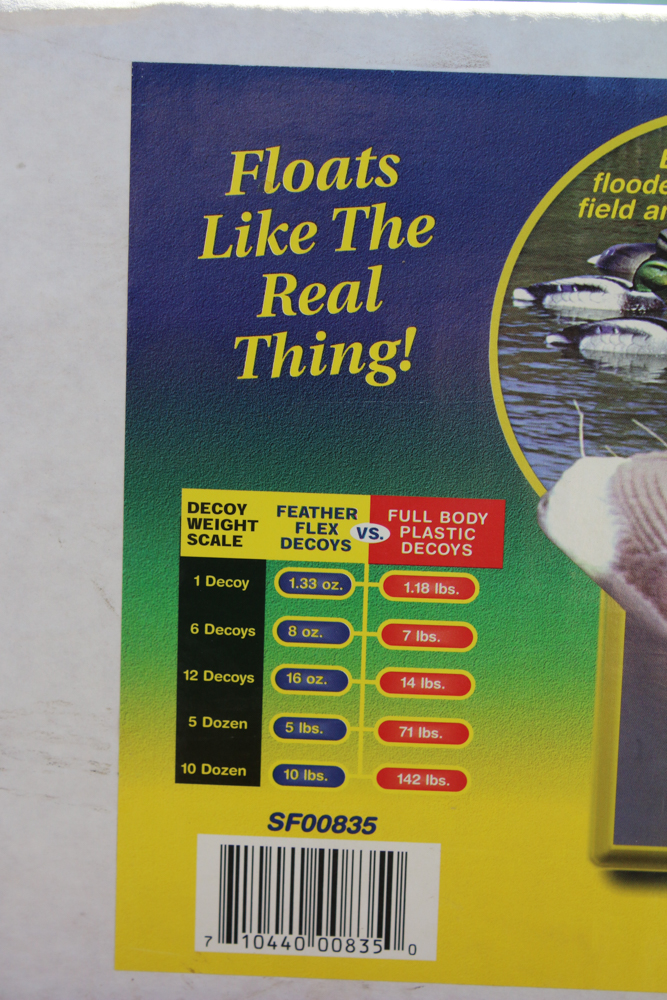 Floats
Like The
Real
Thing!
field
DECOY WEIGHT SCALE
FEATHER FLEX DECOYS
VS.
FULL BODY PLASTIC DECOYS
1 Decoy 1.33 oz. 1.18 lbs.
6 Decoys 8 oz. 7 lbs.
12 Decoys 16 oz. 14 lbs.
5 Dozen 5 lbs. 71 lbs.
10 Dozen 10 lbs. 142 lbs.
SF00835
7 10440 00835 0